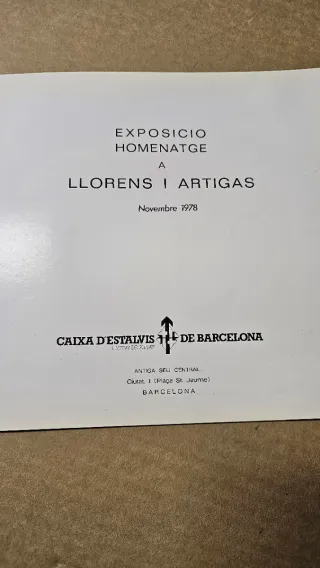 EXPOSICIO
HOMENATGE
A
LLORENS I ARTIGAS
Novembre 1978
CAIXA D'ESTALVIS DE BARCELONA
ANTIGA SEU CENTRAL
Ciutat, 1 (Plaça St. Jaume)
BARCELONA